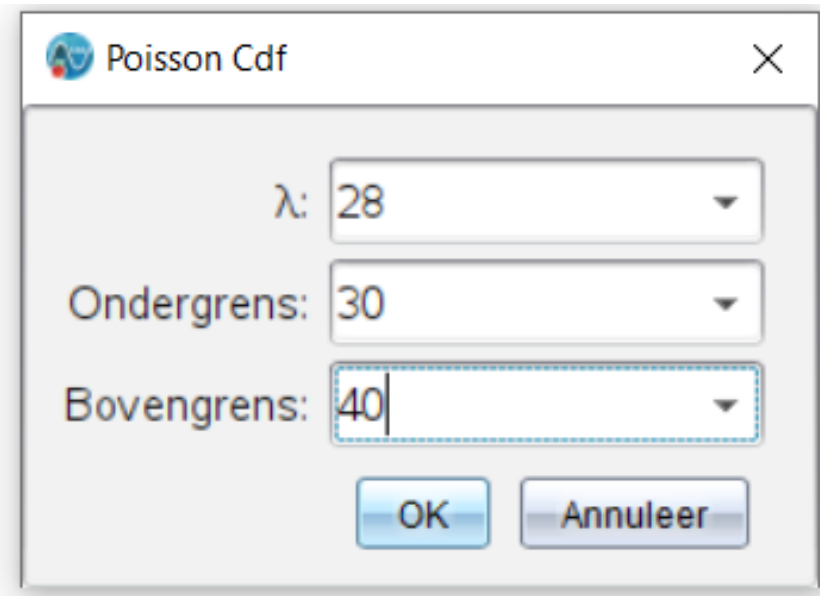 Poisson Cdf
λ: 28
Ondergrens: 30
Bovengrens: 40
OK Annuleer